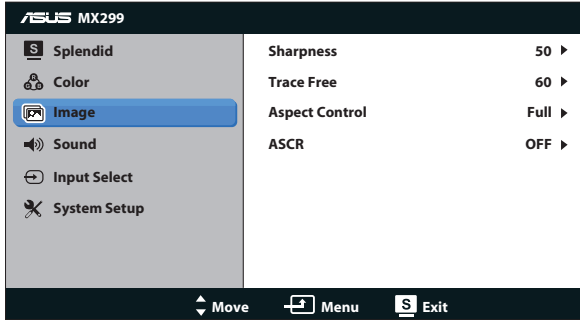 ASUS MX299
S Splendid
Color
Image
Sound
Input Select
System Setup
Sharpness 50
Trace Free 60
Aspect Control Full
ASCR OFF
Move Menu S Exit